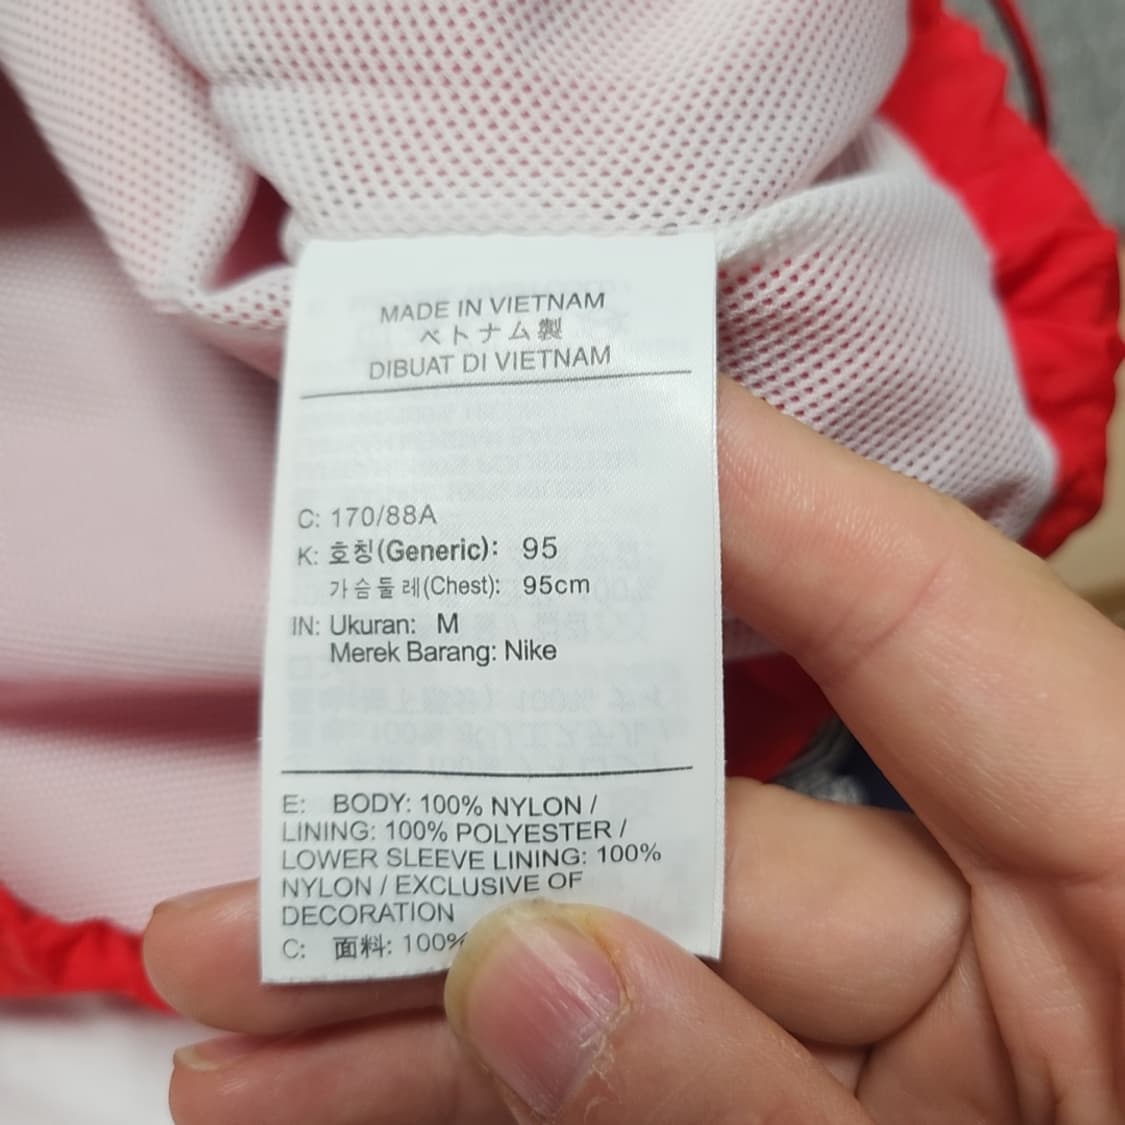 MADE IN VIETNAM
ベトナム製
DIBUAT DI VIETNAM
C: 170/88A
K: 호칭(Generic): 95
가슴둘레(Chest): 95cm
IN: Ukuran: M
Merek Barang: Nike
E: BODY: 100% NYLON /
LINING: 100% POLYESTER /
LOWER SLEEVE LINING: 100%
NYLON / EXCLUSIVE OF
DECORATION
C: 面料: 100%